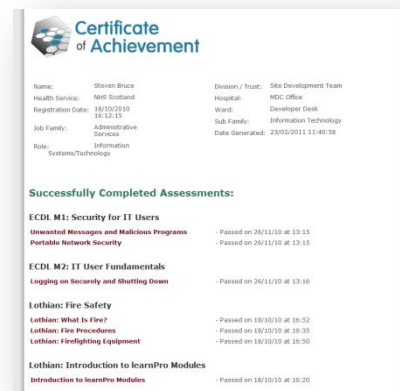 Certificate
of Achievement
Name: Steven Bruce Division / Trust: Site Development Team
Health Service: NHS Scotland Hospital: MDC Office
Registration Date: 18/10/2010 Ward: Developer Desk
16:12:15 Sub Family: Information Technology
Job Family: Administrative Date Generated: 23/02/2011 11:40:58
Services
Role: Information
Systems/Technology
Successfully Completed Assessments:
ECDL M1: Security for IT Users
Unwanted Messages and Malicious Programs - Passed on 26/11/10 at 13:15
Portable Network Security - Passed on 26/11/10 at 13:15
ECDL M2: IT User Fundamentals
Logging on Securely and Shutting Down - Passed on 26/11/10 at 13:16
Lothian: Fire Safety
Lothian: What Is Fire? - Passed on 18/10/10 at 16:52
Lothian: Fire Procedures - Passed on 18/10/10 at 16:35
Lothian: Firefighting Equipment - Passed on 18/10/10 at 16:50
Lothian: Introduction to learnPro Modules
Introduction to learnPro Modules - Passed on 18/10/10 at 16:20